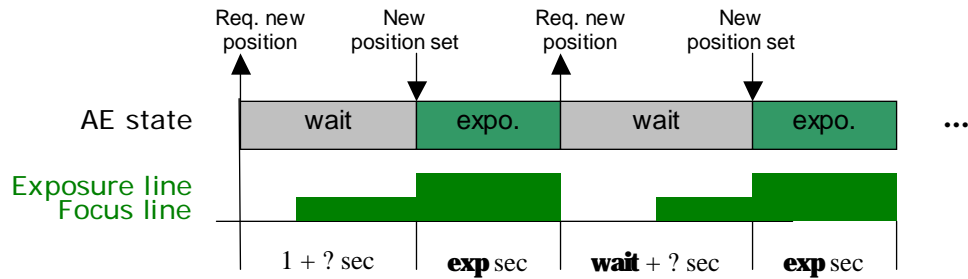 Req. new
position
New
position set
Req. new
position
New
position set
AE state
wait
expo.
wait
expo.
...
Exposure line
Focus line
1 + ? sec
exp sec
wait + ? sec
exp sec